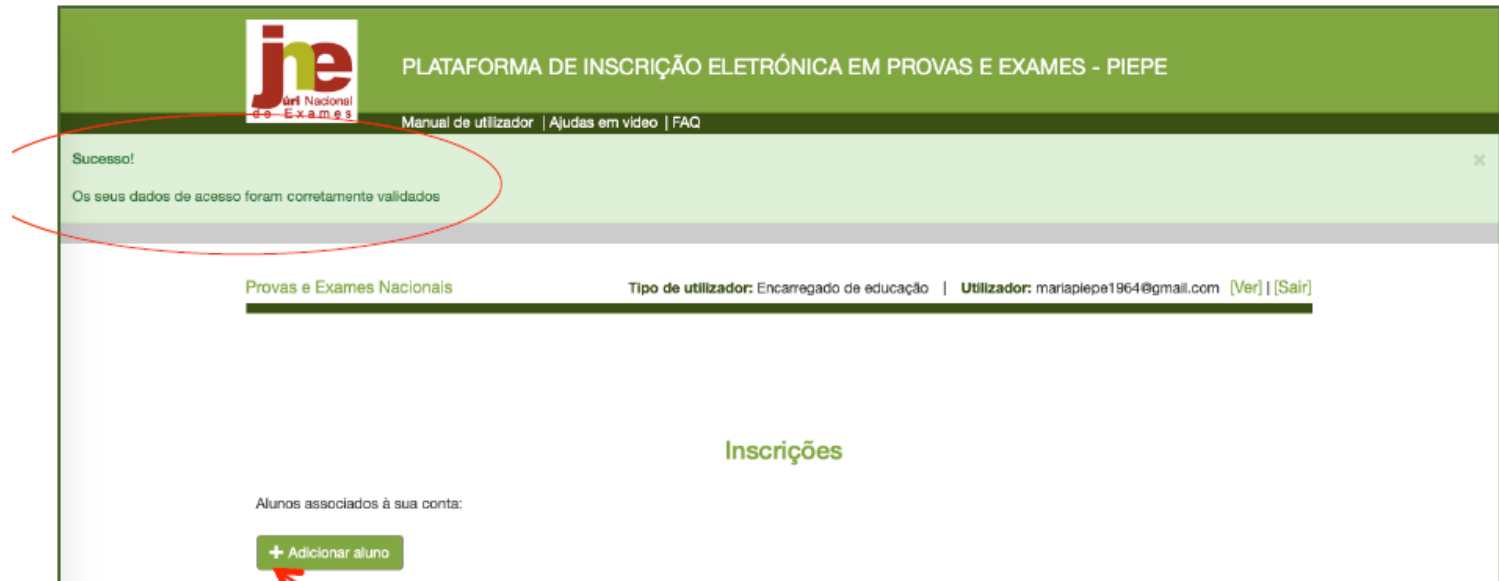 jne
Júri Nacional
de Exames
PLATAFORMA DE INSCRIÇÃO ELETRÓNICA EM PROVAS E EXAMES - PIEPE
Manual de utilizador | Ajudas em video | FAQ
Sucesso!
×
Os seus dados de acesso foram corretamente validados
Provas e Exames Nacionais Tipo de utilizador: Encarregado de educação | Utilizador: mariapiepe1964@gmail.com [Ver] | [Sair]
Inscrições
Alunos associados à sua conta:
+ Adicionar aluno